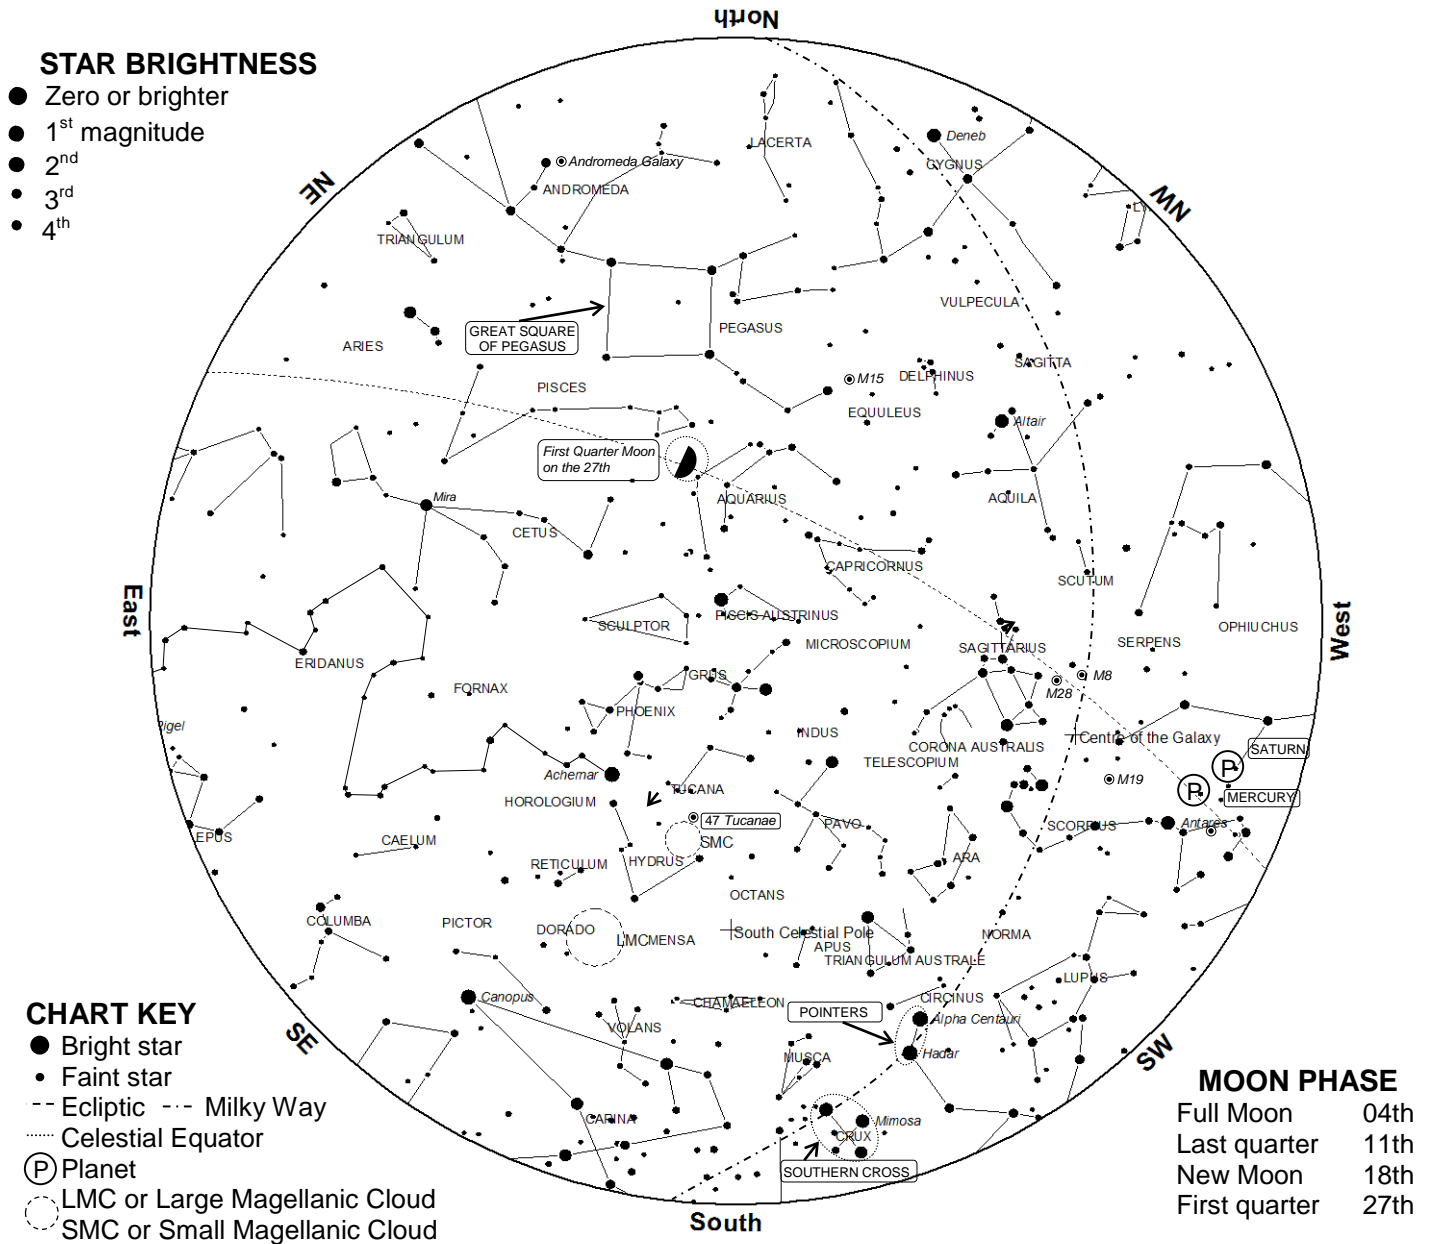 North
STAR BRIGHTNESS
Zero or brighter
1st magnitude
2nd
3rd
4th
NE
NW
LACERTA
Deneb
CYGNUS
Andromeda Galaxy
ANDROMEDA
TRIANGULUM
VULPECULA
GREAT SQUARE
OF PEGASUS
PEGASUS
ARIES
SAGITTA
PISCES
M15
DELPHINUS
EQUULEUS
Altair
First Quarter Moon
on the 27th
AQUARIUS
AQUILA
Mira
CETUS
CAPRICORNUS
SCUTUM
East
West
SCULPTOR
PISCIS AUSTRINUS
MICROSCOPIUM
SAGITTARIUS
SERPENS
OPHIUCHUS
ERIDANUS
FORNAX
GRUS
M8
M28
PHOENIX
INDUS
CORONA AUSTRALIS
Centre of the Galaxy
SATURN
TELESCOPIUM
P
P
M19
MERCURY
Achernar
TUCANA
HOROLOGIUM
47 Tucanae
PAVO
SCORPIUS
Antares
EPUS
CAELUM
SMC
HYDRUS
RETICULUM
ARA
OCTANS
COLUMBA
PICTOR
DORADO
LMC
MENSA
South Celestial Pole
APUS
NORMA
TRIANGULUM AUSTRALE
LUPUS
Canopus
CHAMAELEON
CIRCINUS
POINTERS
Alpha Centauri
VOLANS
Hadar
MUSCA
SE
SW
CARINA
Mimosa
CRUX
SOUTHERN CROSS
South
CHART KEY
Bright star
Faint star
Ecliptic
Milky Way
Celestial Equator
P Planet
LMC or Large Magellanic Cloud
SMC or Small Magellanic Cloud
MOON PHASE
Full Moon 04th
Last quarter 11th
New Moon 18th
First quarter 27th